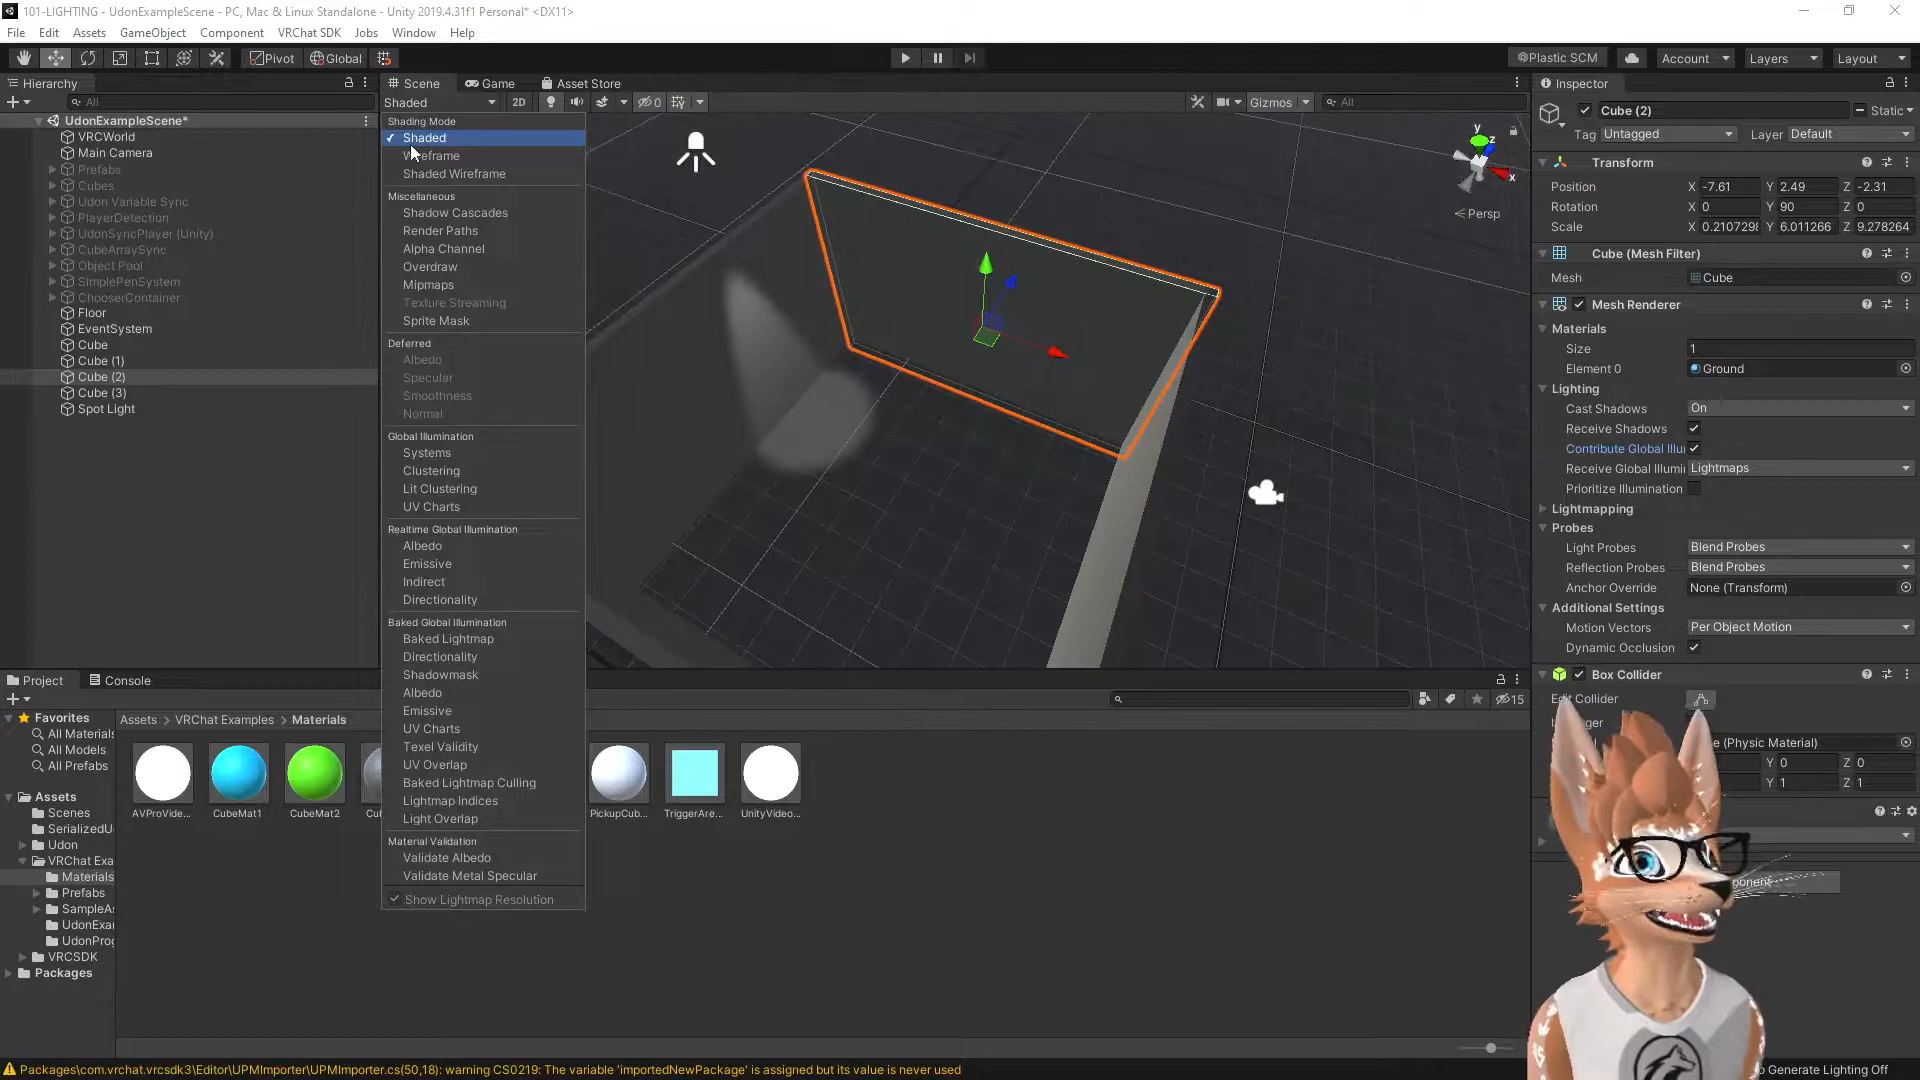 101-LIGHTING - UdonExampleScene - PC, Mac & Linux Standalone - Unity 2019.4.31f1 Personal* <DX11>
File Edit Assets GameObject Component VRChat SDK Jobs Window Help
Pivot Global Plastic SCM Account Layers Layout
Hierarchy
All
UdonExampleScene*
VRCWorld
Main Camera
Prefabs
Cubes
Udon Variable Sync
PlayerDetection
UdonSyncPlayer (Unity)
CubeArraySync
Object Pool
SimplePenSystem
ChooserContainer
Floor
EventSystem
Cube
Cube (1)
Cube (2)
Cube (3)
Spot Light
Scene Game Asset Store
Shaded 2D 0 Gizmos All
Shading Mode
Shaded
Wireframe
Shaded Wireframe
Miscellaneous
Shadow Cascades
Render Paths
Alpha Channel
Overdraw
Mipmaps
Texture Streaming
Sprite Mask
Deferred
Albedo
Specular
Smoothness
Normal
Global Illumination
Systems
Clustering
Lit Clustering
UV Charts
Realtime Global Illumination
Albedo
Emissive
Indirect
Directionality
Baked Global Illumination
Baked Lightmap
Directionality
Shadowmask
Albedo
Emissive
UV Charts
Texel Validity
UV Overlap
Baked Lightmap Culling
Lightmap Indices
Light Overlap
Material Validation
Validate Albedo
Validate Metal Specular
Show Lightmap Resolution
y
z
x
Persp
Inspector
Cube (2) Static
Tag Untagged Layer Default
Transform
Position X -7.61 Y 2.49 Z -2.31
Rotation X 0 Y 90 Z 0
Scale X 0.2107298 Y 6.011266 Z 9.278264
Cube (Mesh Filter)
Mesh Cube
Mesh Renderer
Materials
Size 1
Element 0 Ground
Lighting
Cast Shadows On
Receive Shadows
Contribute Global Illu
Receive Global Illumi Lightmaps
Prioritize Illumination
Lightmapping
Probes
Light Probes Blend Probes
Reflection Probes Blend Probes
Anchor Override None (Transform)
Additional Settings
Motion Vectors Per Object Motion
Dynamic Occlusion
Box Collider
Edit Collider
e (Physic Material)
Y 0 Z 0
Y 1 Z 1
ponent
Project Console
15
Favorites
All Materials
All Models
All Prefabs
Assets
Scenes
SerializedU
Udon
VRChat Exa
Materials
Prefabs
SampleAs
UdonExar
UdonProg
VRCSDK
Packages
Assets > VRChat Examples > Materials
AVProVide... CubeMat1 CubeMat2 Cu PickupCub... TriggerAre... UnityVideo...
Packages\com.vrchat.vrcsdk3\Editor\UPMImporter\UPMImporter.cs(50,18): warning CS0219: The variable 'importedNewPackage' is assigned but its value is never used
Generate Lighting Off